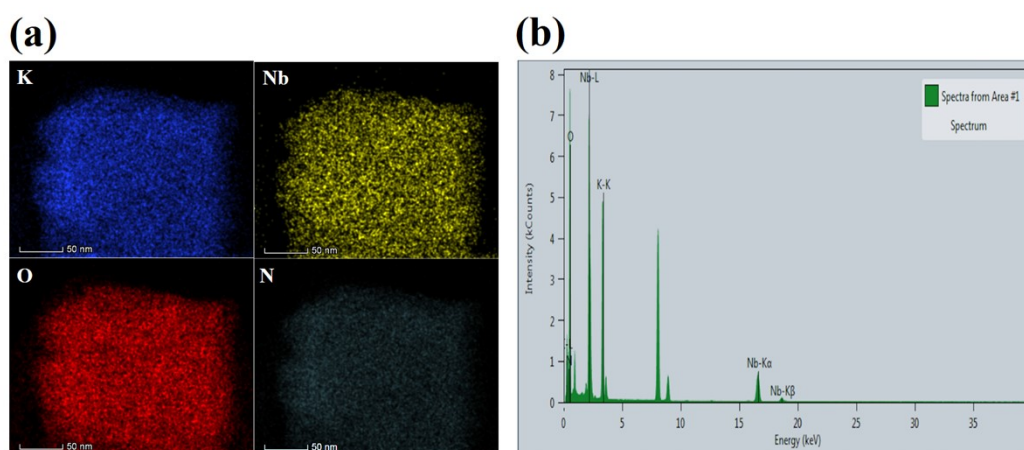 (a)
K
50 nm
Nb
50 nm
O
50 nm
N
50 nm
(b)
Intensity (kCounts)
8
7
6
5
4
3
2
1
0
Nb-L
O
K-K
N
Nb-Kα
Nb-Kβ
Spectra from Area #1
Spectrum
0
5
10
15
20
25
30
35
Energy (keV)